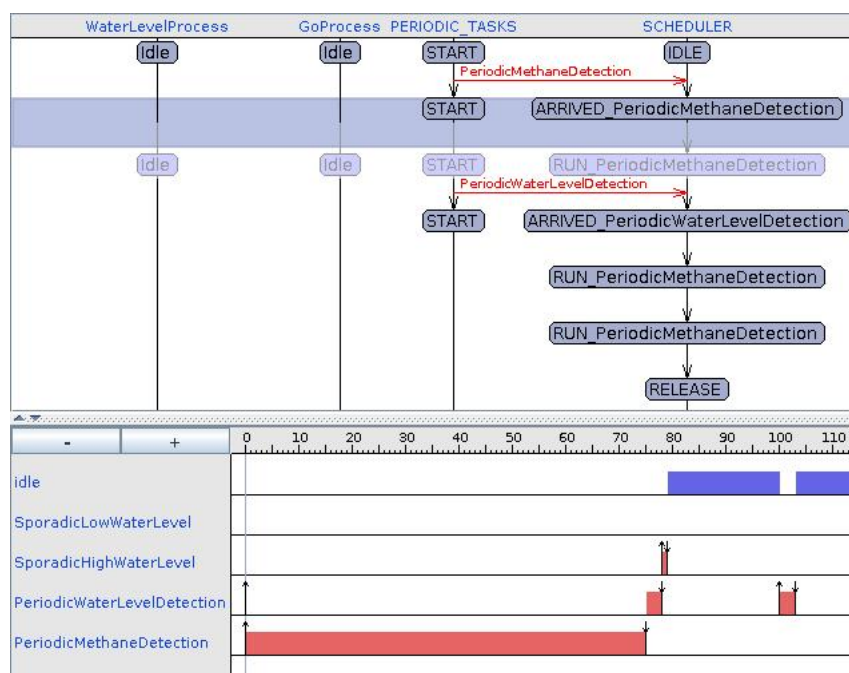 WaterLevelProcess GoProcess PERIODIC_TASKS SCHEDULER
Idle Idle START IDLE
PeriodicMethaneDetection
START ARRIVED_PeriodicMethaneDetection
Idle Idle START RUN_PeriodicMethaneDetection
PeriodicWaterLevelDetection
START ARRIVED_PeriodicWaterLevelDetection
RUN_PeriodicMethaneDetection
RUN_PeriodicMethaneDetection
RELEASE
- + 0 10 20 30 40 50 60 70 80 90 100 110
idle
SporadicLowWaterLevel
SporadicHighWaterLevel
PeriodicWaterLevelDetection
PeriodicMethaneDetection